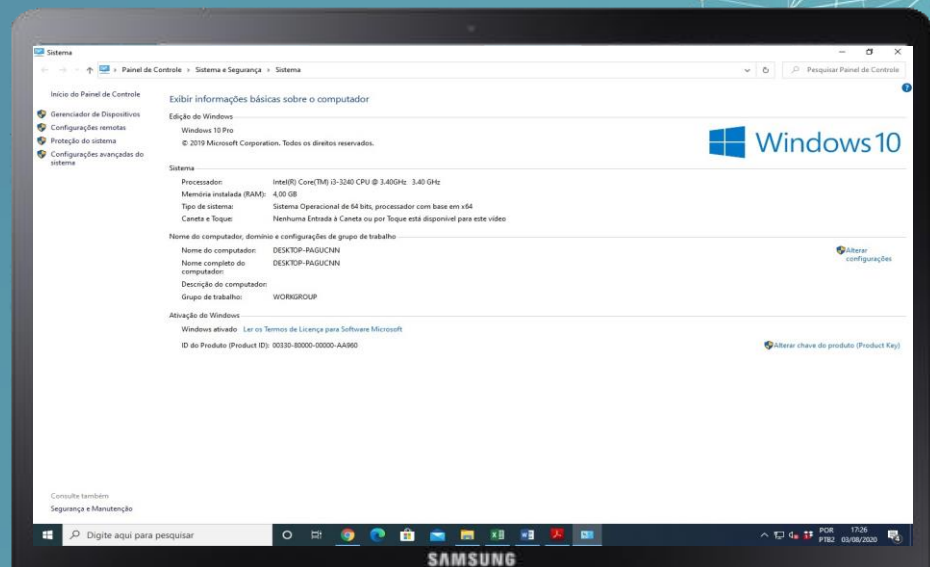 Sistema
Painel de Controle › Sistema e Segurança › Sistema
Pesquisar Painel de Controle
Início do Painel de Controle
Gerenciador de Dispositivos
Configurações remotas
Proteção do sistema
Configurações avançadas do
sistema
Exibir informações básicas sobre o computador
Edição do Windows
Windows 10 Pro
© 2019 Microsoft Corporation. Todos os direitos reservados.
Windows 10
Sistema
Processador: Intel(R) Core(TM) i3-3240 CPU @ 3.40GHz 3.40 GHz
Memória instalada (RAM): 4,00 GB
Tipo de sistema: Sistema Operacional de 64 bits, processador com base em x64
Caneta e Toque: Nenhuma Entrada à Caneta ou por Toque está disponível para este vídeo
Nome do computador, domínio e configurações de grupo de trabalho
Nome do computador: DESKTOP-PAGUCNN
Nome completo do DESKTOP-PAGUCNN
computador:
Descrição do computador:
Grupo de trabalho: WORKGROUP
Alterar
configurações
Ativação do Windows
Windows ativado Ler os Termos de Licença para Software Microsoft
ID do Produto (Product ID): 00330-80000-00000-AA960
Alterar chave do produto (Product Key)
Consulte também
Segurança e Manutenção
Digite aqui para pesquisar
POR 17:26
PTB2 03/08/2020
SAMSUNG